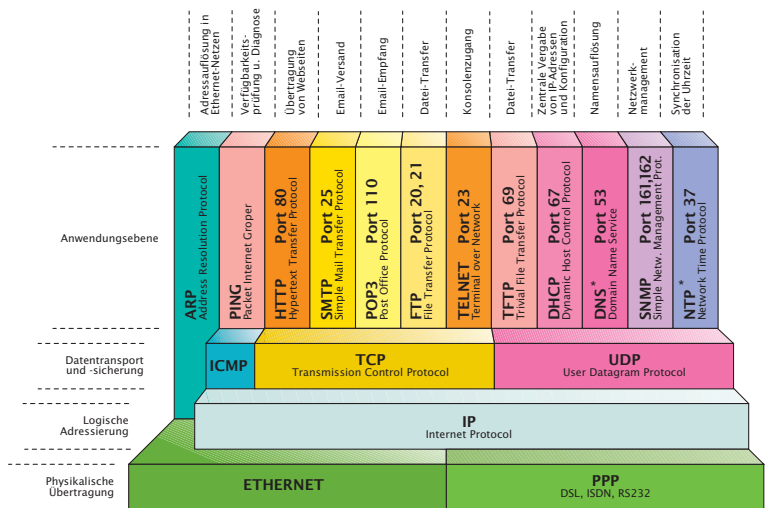 Adressauflösung in
Ethernet-Netzen
Verfügbarkeits-
prüfung u. Diagnose
Übertragung
von Webseiten
Email-Versand
Email-Empfang
Datei-Transfer
Konsolenzugang
Datei-Transfer
Zentrale Vergabe
von IP-Adressen
und Konfiguration
Namensauflösung
Netzwerk-
management
Synchronisation
der Uhrzeit
Anwendungsebene
ARP
Address Resolution Protocol
PING
Packet Internet Groper
HTTP Port 80
Hypertext Transfer Protocol
SMTP Port 25
Simple Mail Transfer Protocol
POP3 Port 110
Post Office Protocol
FTP Port 20, 21
File Transfer Protocol
TELNET Port 23
Terminal over Network
TFTP Port 69
Trivial File Transfer Protocol
DHCP Port 67
Dynamic Host Control Protocol
DNS* Port 53
Domain Name Service
SNMP Port 161,162
Simple Netw. Management Prot.
NTP* Port 37
Network Time Protocol
Datentransport
und -sicherung
ICMP
TCP
Transmission Control Protocol
UDP
User Datagram Protocol
Logische
Adressierung
IP
Internet Protocol
Physikalische
Übertragung
ETHERNET
PPP
DSL, ISDN, RS232